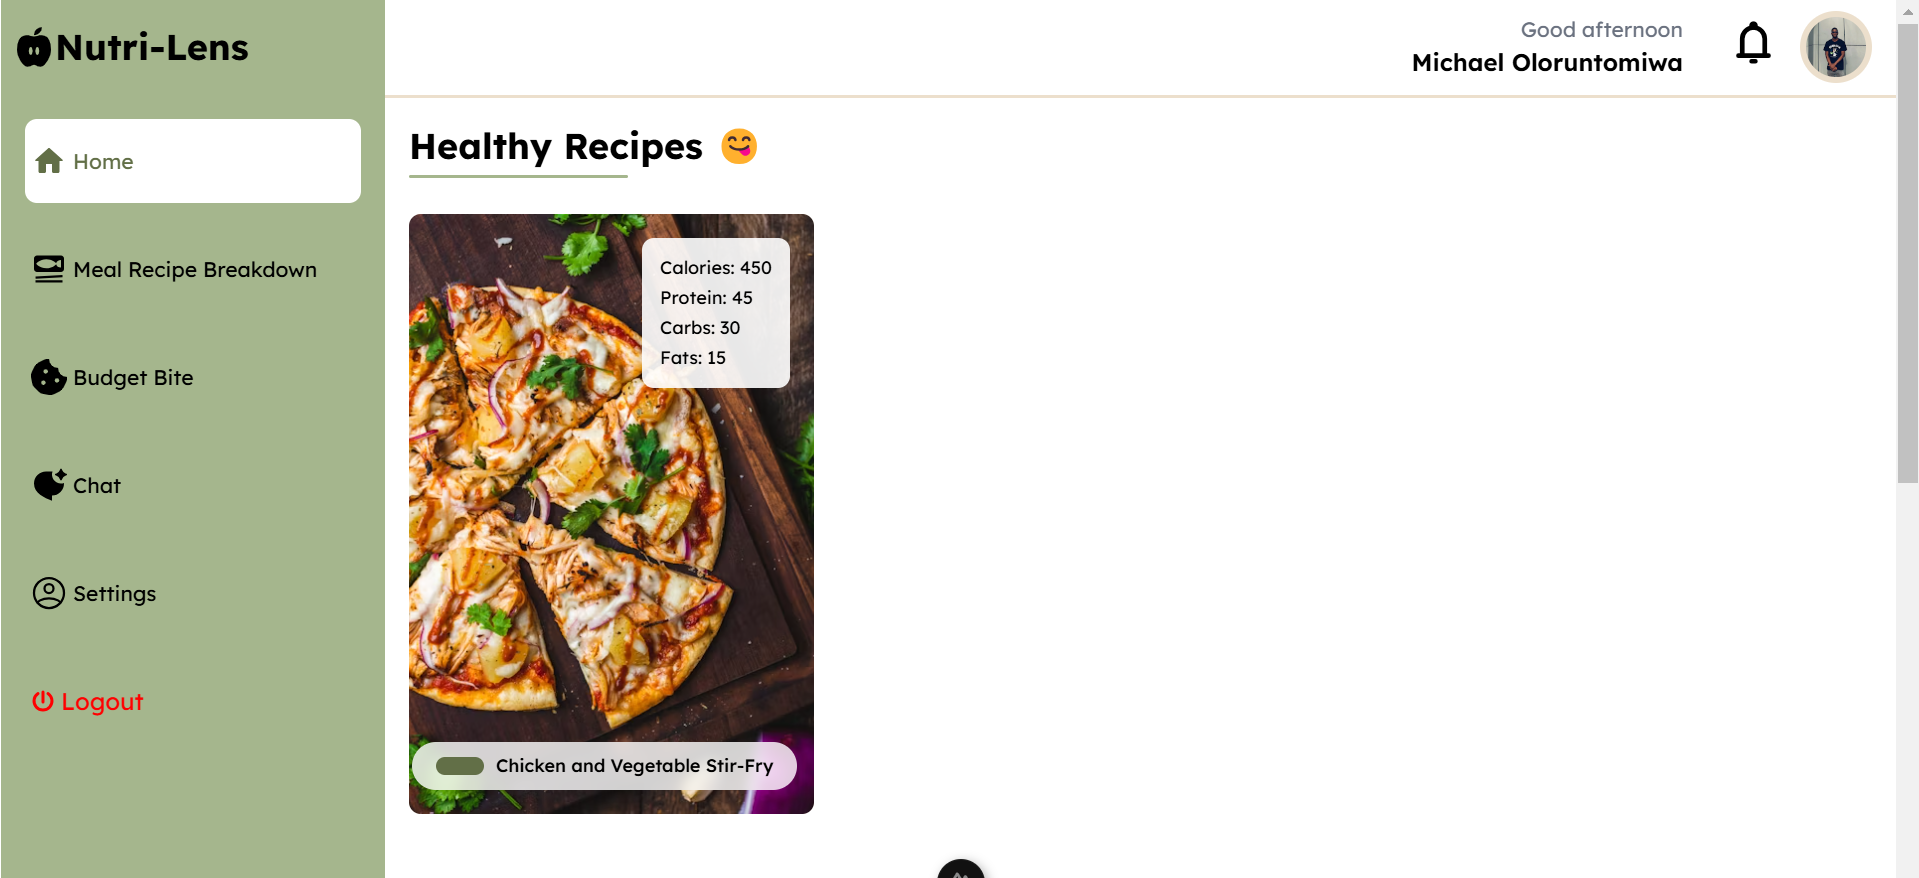 Nutri-Lens
Good afternoon
Michael Oloruntomiwa
Home
Meal Recipe Breakdown
Budget Bite
Chat
Settings
Logout
Healthy Recipes 😋
Calories: 450
Protein: 45
Carbs: 30
Fats: 15
Chicken and Vegetable Stir-Fry